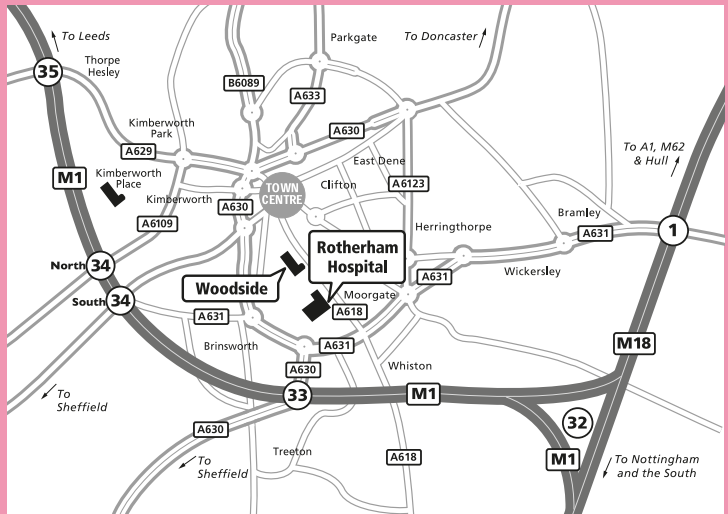 To Leeds
Parkgate
To Doncaster
35
Thorpe
Hesley
B6089
A633
Kimberworth
Park
A630
A629
East Dene
To A1, M62
& Hull
M1
Kimberworth
Place
Kimberworth
TOWN
CENTRE
Clifton
A6123
A630
A6109
Herringthorpe
Bramley
A631
1
North
34
Rotherham
Hospital
Wickersley
South
34
Woodside
Moorgate
A631
A631
A618
Brinsworth
A631
M18
A630
Whiston
33
M1
To
Sheffield
32
A630
To
Sheffield
Treeton
A618
M1
To Nottingham
and the South